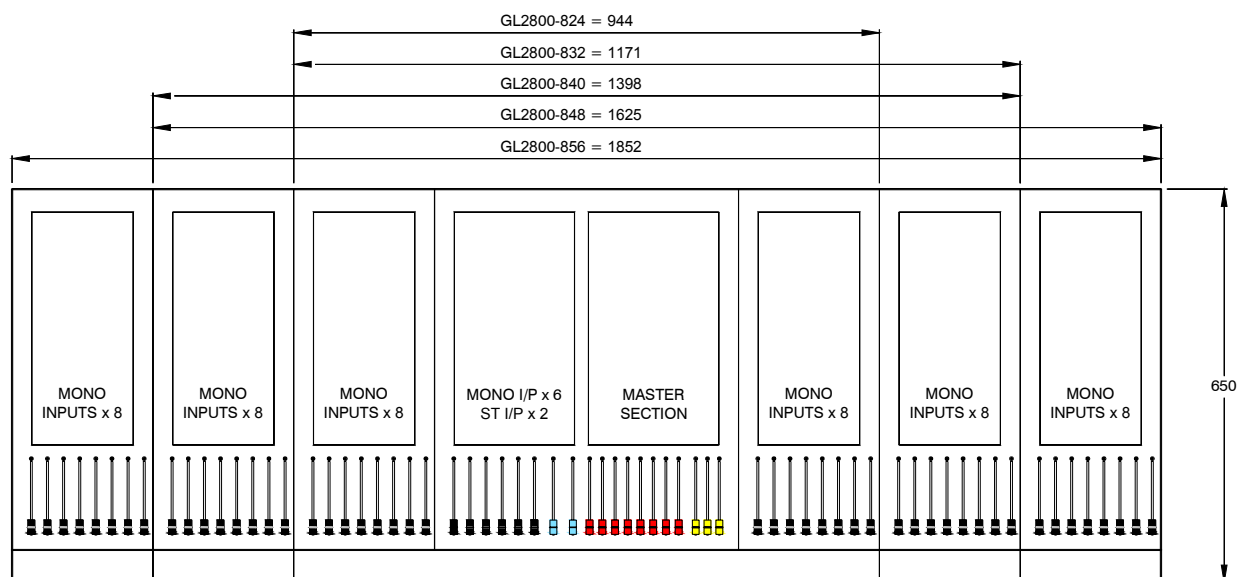 GL2800-824 = 944
GL2800-832 = 1171
GL2800-840 = 1398
GL2800-848 = 1625
GL2800-856 = 1852
MONO
INPUTS x 8
MONO
INPUTS x 8
MONO
INPUTS x 8
MONO I/P x 6
ST I/P x 2
MASTER
SECTION
MONO
INPUTS x 8
MONO
INPUTS x 8
MONO
INPUTS x 8
650